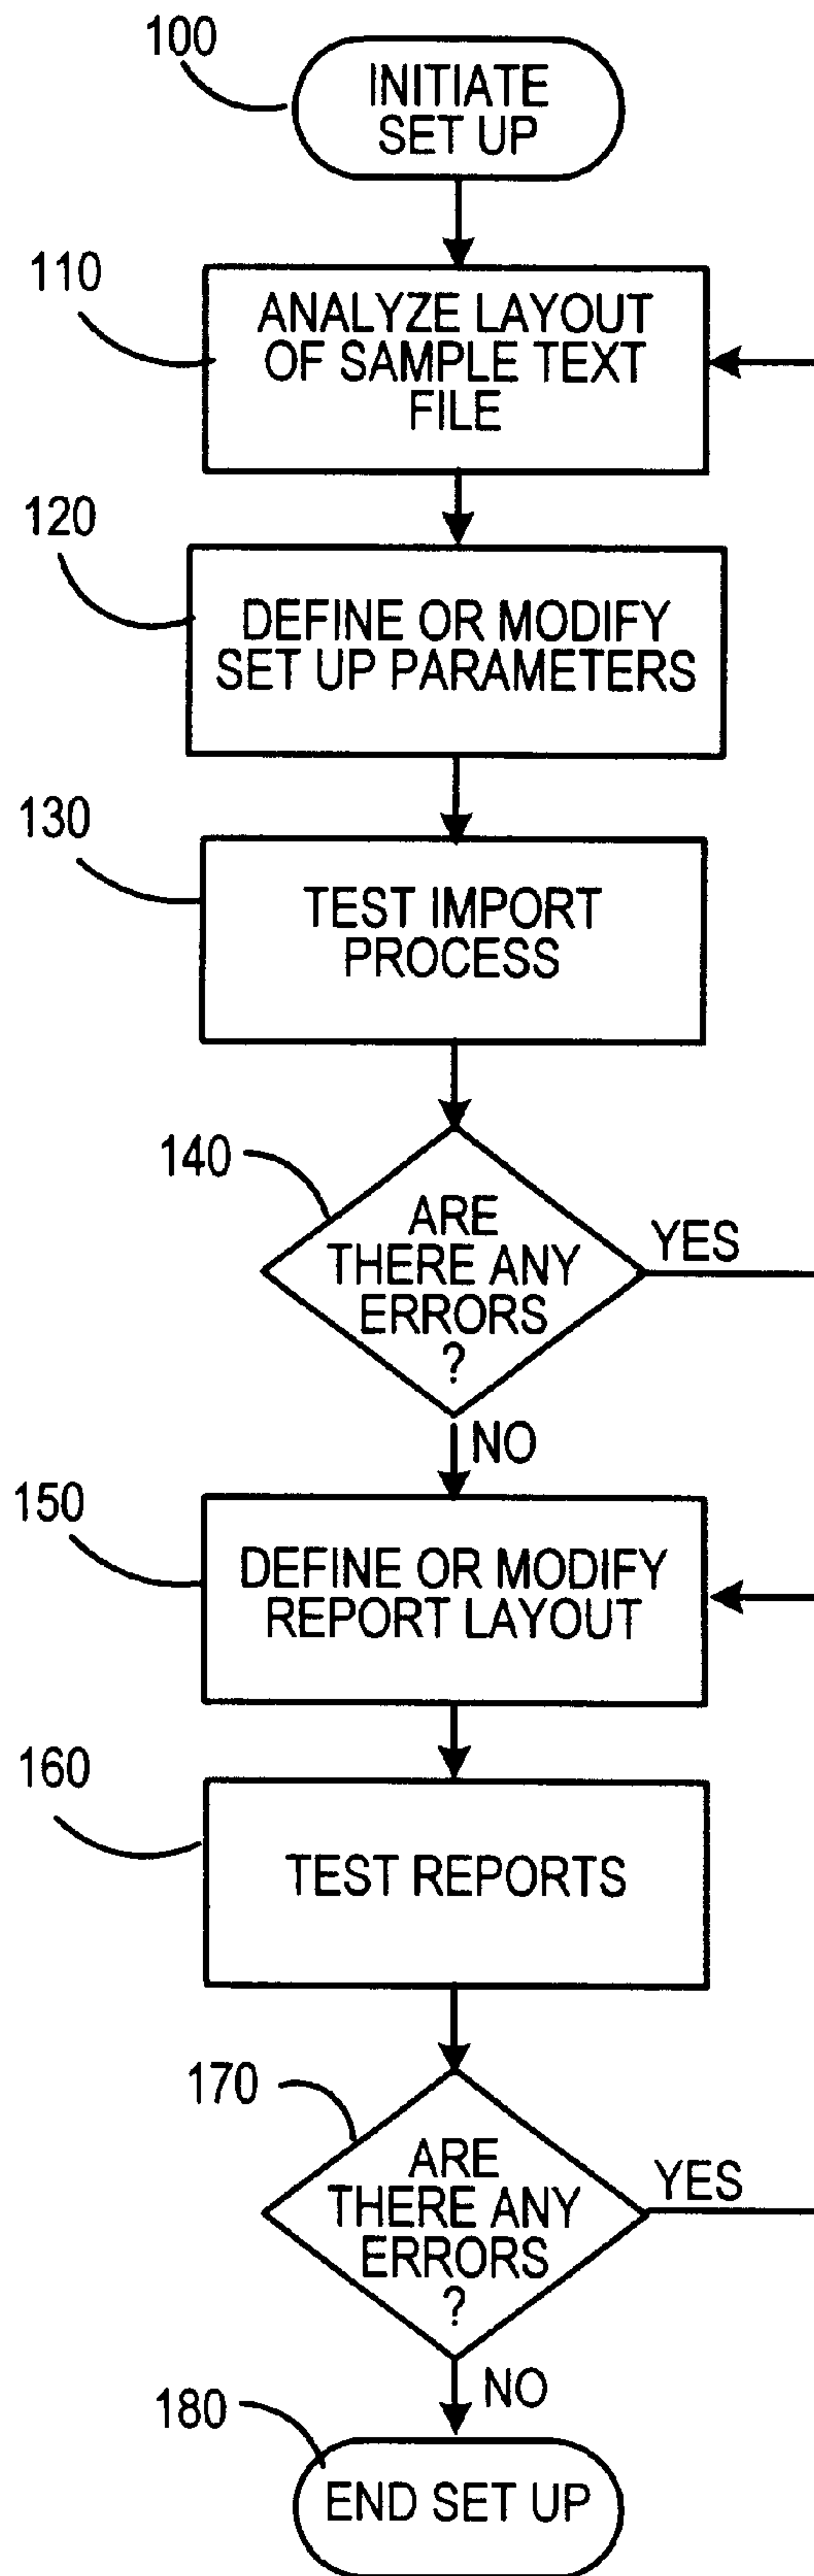 100
INITIATE
SET UP
110
ANALYZE LAYOUT
OF SAMPLE TEXT
FILE
120
DEFINE OR MODIFY
SET UP PARAMETERS
130
TEST IMPORT
PROCESS
140
ARE
THERE ANY
ERRORS
?
YES
NO
150
DEFINE OR MODIFY
REPORT LAYOUT
160
TEST REPORTS
170
ARE
THERE ANY
ERRORS
?
YES
NO
180
END SET UP